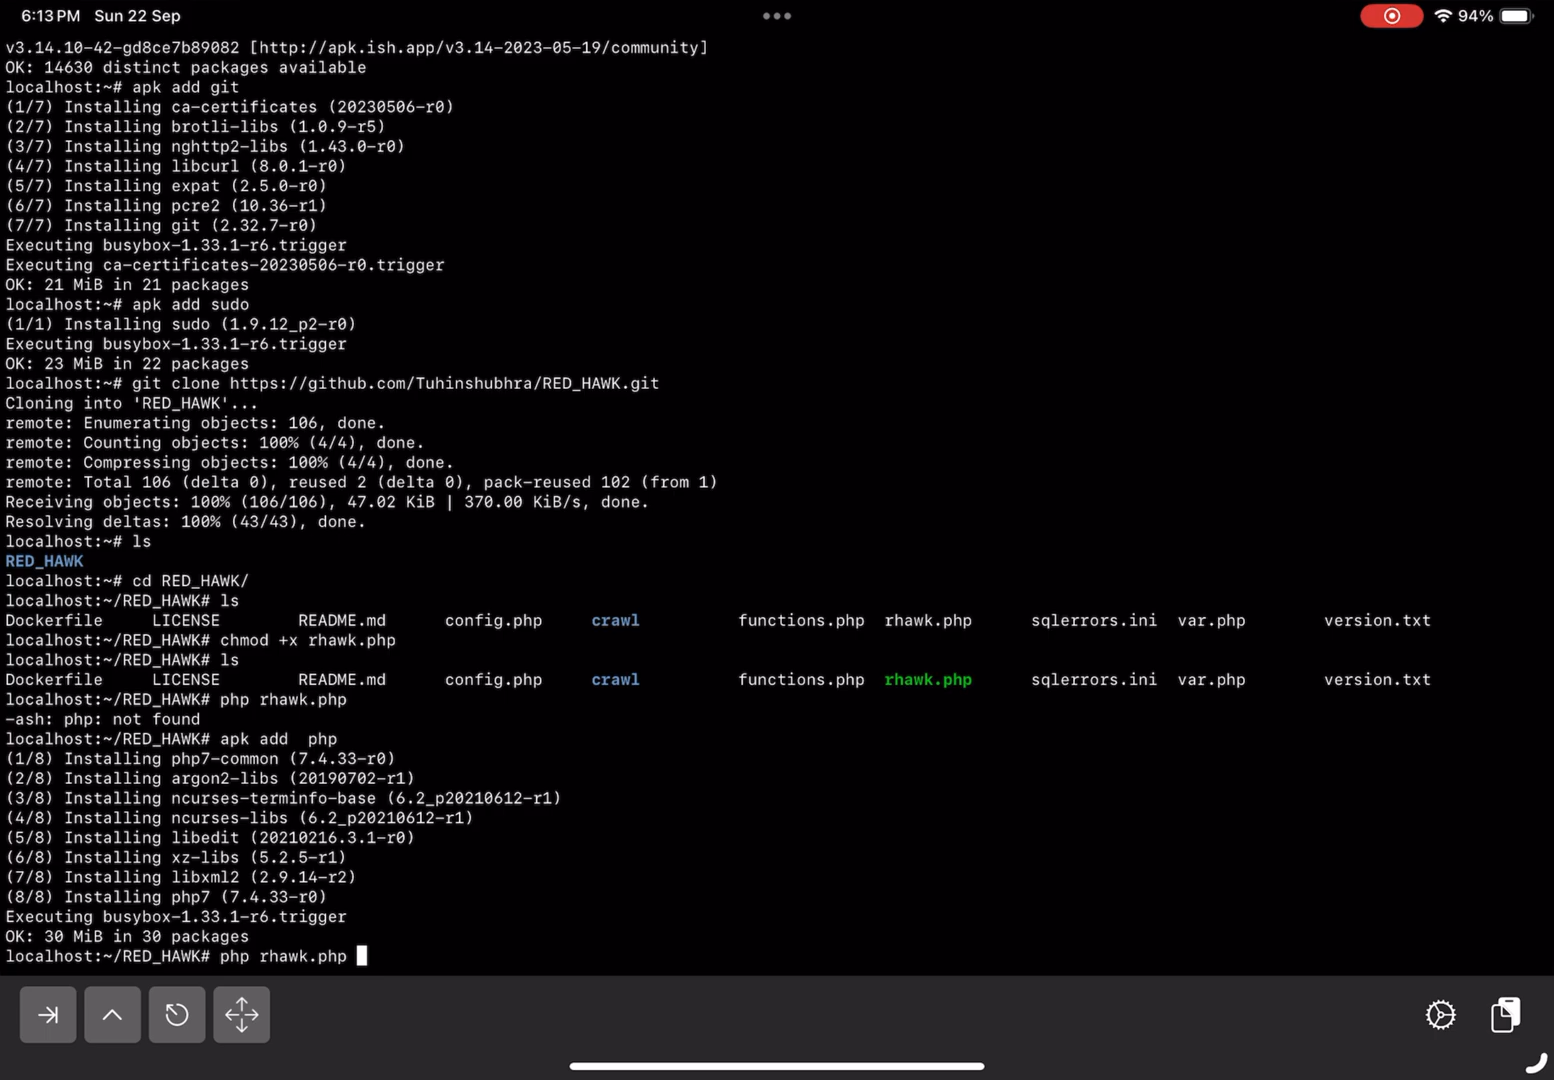 6:13 PM Sun 22 Sep
94%
v3.14.10-42-gd8ce7b89082 [http://apk.ish.app/v3.14-2023-05-19/community]
OK: 14630 distinct packages available
localhost:~# apk add git
(1/7) Installing ca-certificates (20230506-r0)
(2/7) Installing brotli-libs (1.0.9-r5)
(3/7) Installing nghttp2-libs (1.43.0-r0)
(4/7) Installing libcurl (8.0.1-r0)
(5/7) Installing expat (2.5.0-r0)
(6/7) Installing pcre2 (10.36-r1)
(7/7) Installing git (2.32.7-r0)
Executing busybox-1.33.1-r6.trigger
Executing ca-certificates-20230506-r0.trigger
OK: 21 MiB in 21 packages
localhost:~# apk add sudo
(1/1) Installing sudo (1.9.12_p2-r0)
Executing busybox-1.33.1-r6.trigger
OK: 23 MiB in 22 packages
localhost:~# git clone https://github.com/Tuhinshubhra/RED_HAWK.git
Cloning into 'RED_HAWK'...
remote: Enumerating objects: 106, done.
remote: Counting objects: 100% (4/4), done.
remote: Compressing objects: 100% (4/4), done.
remote: Total 106 (delta 0), reused 2 (delta 0), pack-reused 102 (from 1)
Receiving objects: 100% (106/106), 47.02 KiB | 370.00 KiB/s, done.
Resolving deltas: 100% (43/43), done.
localhost:~# ls
RED_HAWK
localhost:~# cd RED_HAWK/
localhost:~/RED_HAWK# ls
Dockerfile LICENSE README.md config.php crawl functions.php rhawk.php sqlerrors.ini var.php version.txt
localhost:~/RED_HAWK# chmod +x rhawk.php
localhost:~/RED_HAWK# ls
Dockerfile LICENSE README.md config.php crawl functions.php rhawk.php sqlerrors.ini var.php version.txt
localhost:~/RED_HAWK# php rhawk.php
-ash: php: not found
localhost:~/RED_HAWK# apk add  php
(1/8) Installing php7-common (7.4.33-r0)
(2/8) Installing argon2-libs (20190702-r1)
(3/8) Installing ncurses-terminfo-base (6.2_p20210612-r1)
(4/8) Installing ncurses-libs (6.2_p20210612-r1)
(5/8) Installing libedit (20210216.3.1-r0)
(6/8) Installing xz-libs (5.2.5-r1)
(7/8) Installing libxml2 (2.9.14-r2)
(8/8) Installing php7 (7.4.33-r0)
Executing busybox-1.33.1-r6.trigger
OK: 30 MiB in 30 packages
localhost:~/RED_HAWK# php rhawk.php